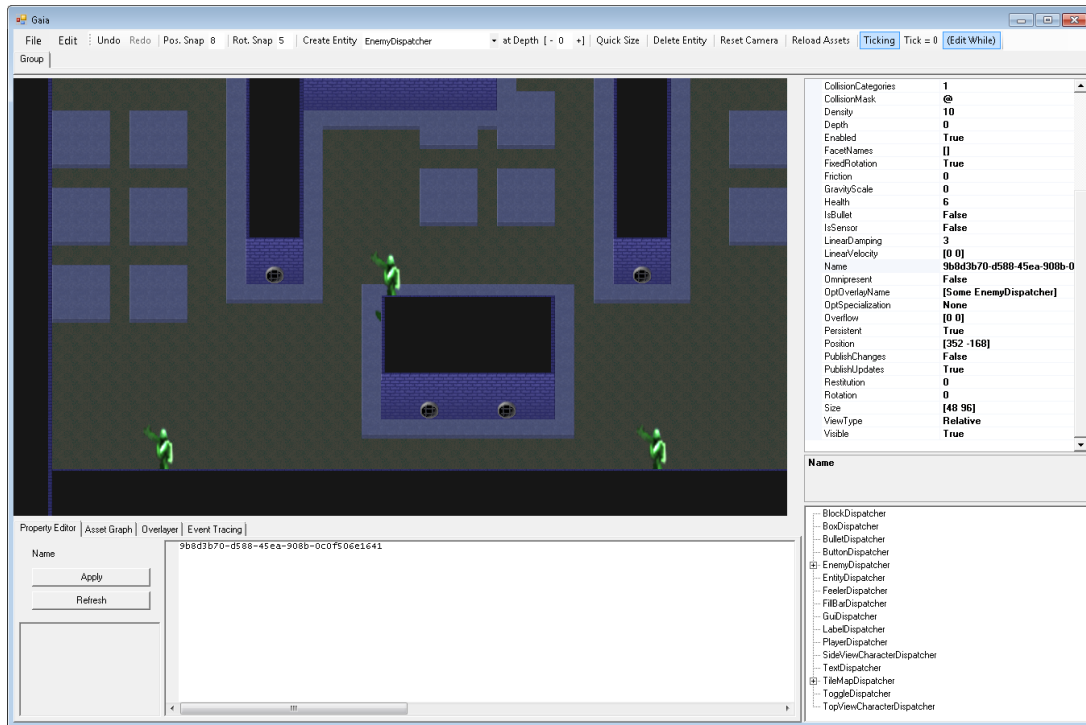 Gaia
File Edit Undo Redo Pos. Snap 8 Rot. Snap 5 Create Entity EnemyDispatcher at Depth [ - 0 +] Quick Size Delete Entity Reset Camera Reload Assets Ticking Tick = 0 (Edit While)
Group
CollisionCategories 1
CollisionMask @
Density 10
Depth 0
Enabled True
FacetNames []
FixedRotation True
Friction 0
GravityScale 0
Health 6
IsBullet False
IsSensor False
LinearDamping 3
LinearVelocity [0 0]
Name 9b8d3b70-d588-45ea-908b-0
Omnipresent False
OptOverlayName [Some EnemyDispatcher]
OptSpecialization None
Overflow [0 0]
Persistent True
Position [352 -168]
PublishChanges False
PublishUpdates True
Restitution 0
Rotation 0
Size [48 96]
ViewType Relative
Visible True
Name
Property Editor Asset Graph Overlayer Event Tracing
Name
Apply
Refresh
9b8d3b70-d588-45ea-908b-0c0f506e1641
BlockDispatcher
BoxDispatcher
BulletDispatcher
ButtonDispatcher
EnemyDispatcher
EntityDispatcher
FeelerDispatcher
FillBarDispatcher
GuiDispatcher
LabelDispatcher
PlayerDispatcher
SideViewCharacterDispatcher
TextDispatcher
TileMapDispatcher
ToggleDispatcher
TopViewCharacterDispatcher